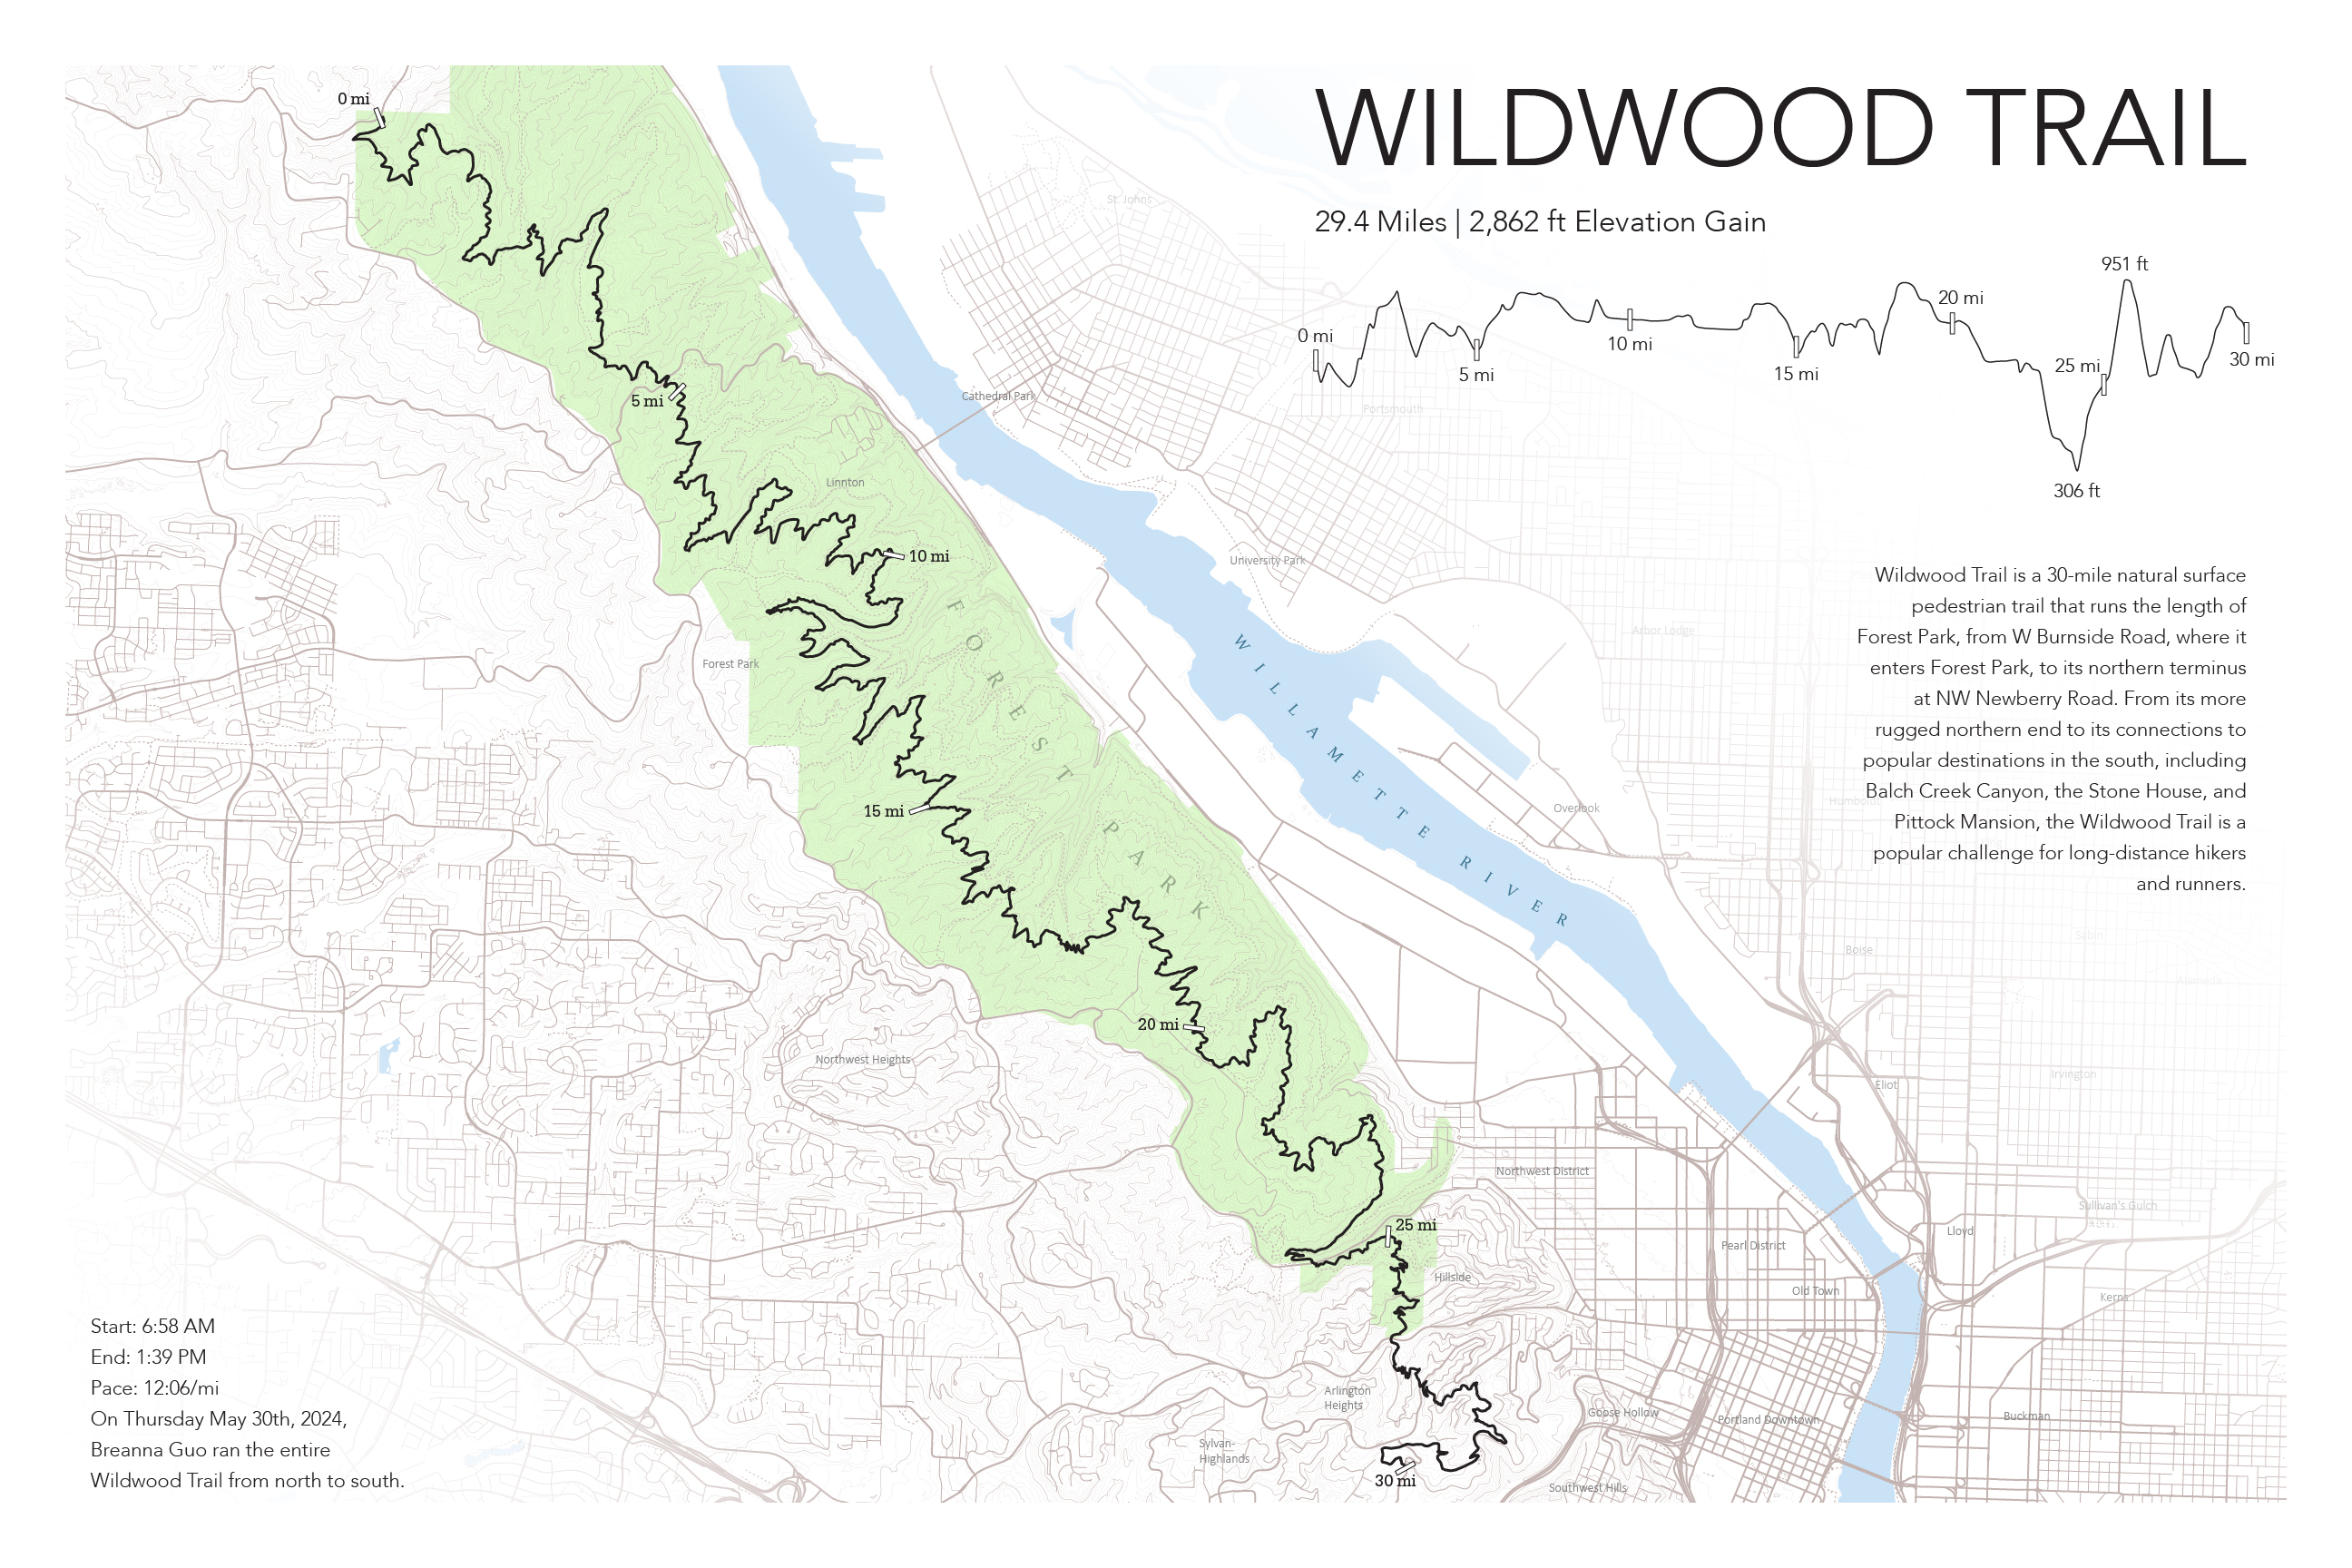 WILDWOOD TRAIL
29.4 Miles | 2,862 ft Elevation Gain
951 ft
20 mi
0 mi
10 mi
25 mi
30 mi
5 mi
15 mi
306 ft
Wildwood Trail is a 30-mile natural surface
pedestrian trail that runs the length of
Forest Park, from W Burnside Road, where it
enters Forest Park, to its northern terminus
at NW Newberry Road. From its more
rugged northern end to its connections to
popular destinations in the south, including
Balch Creek Canyon, the Stone House, and
Pittock Mansion, the Wildwood Trail is a
popular challenge for long-distance hikers
and runners.
0 mi
5 mi
10 mi
15 mi
20 mi
25 mi
30 mi
St. Johns
Cathedral Park
Portsmouth
Linnton
University Park
Arbor Lodge
Forest Park
FOREST PARK
WILLAMETTE RIVER
Overlook
Humboldt
Boise
Sabin
Alameda
Northwest Heights
Irvington
Eliot
Northwest District
Sullivan's Gulch
Lloyd
Pearl District
Hillside
Old Town
Kerns
Arlington
Heights
Goose Hollow
Portland Downtown
Buckman
Sylvan-
Highlands
Southwest Hills
Start: 6:58 AM
End: 1:39 PM
Pace: 12:06/mi
On Thursday May 30th, 2024,
Breanna Guo ran the entire
Wildwood Trail from north to south.